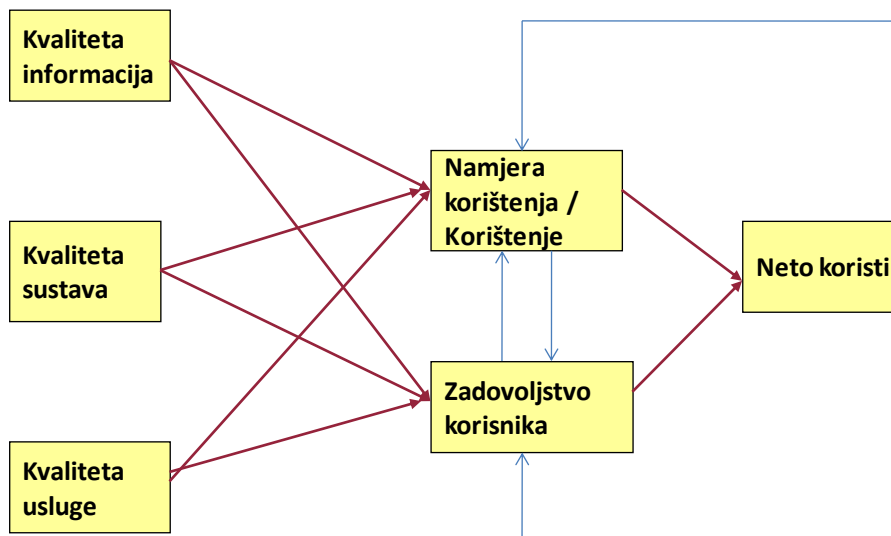 Kvaliteta
informacija
Namjera
korištenja /
Korištenje
Kvaliteta
sustava
Neto koristi
Zadovoljstvo
korisnika
Kvaliteta
usluge